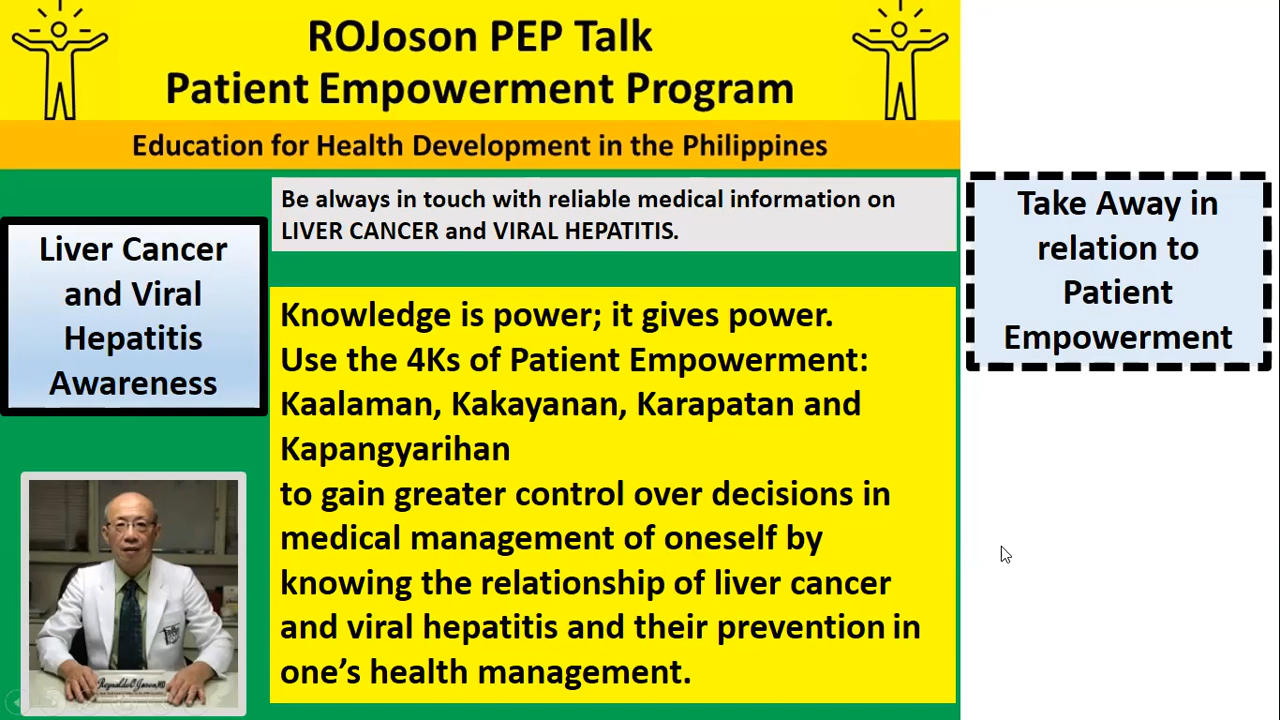 ROJoson PEP Talk
Patient Empowerment Program
Education for Health Development in the Philippines
Be always in touch with reliable medical information on
LIVER CANCER and VIRAL HEPATITIS.
Liver Cancer
and Viral
Hepatitis
Awareness
Knowledge is power; it gives power.
Use the 4Ks of Patient Empowerment:
Kaalaman, Kakayanan, Karapatan and
Kapangyarihan
to gain greater control over decisions in
medical management of oneself by
knowing the relationship of liver cancer
and viral hepatitis and their prevention in
one’s health management.
Take Away in
relation to
Patient
Empowerment